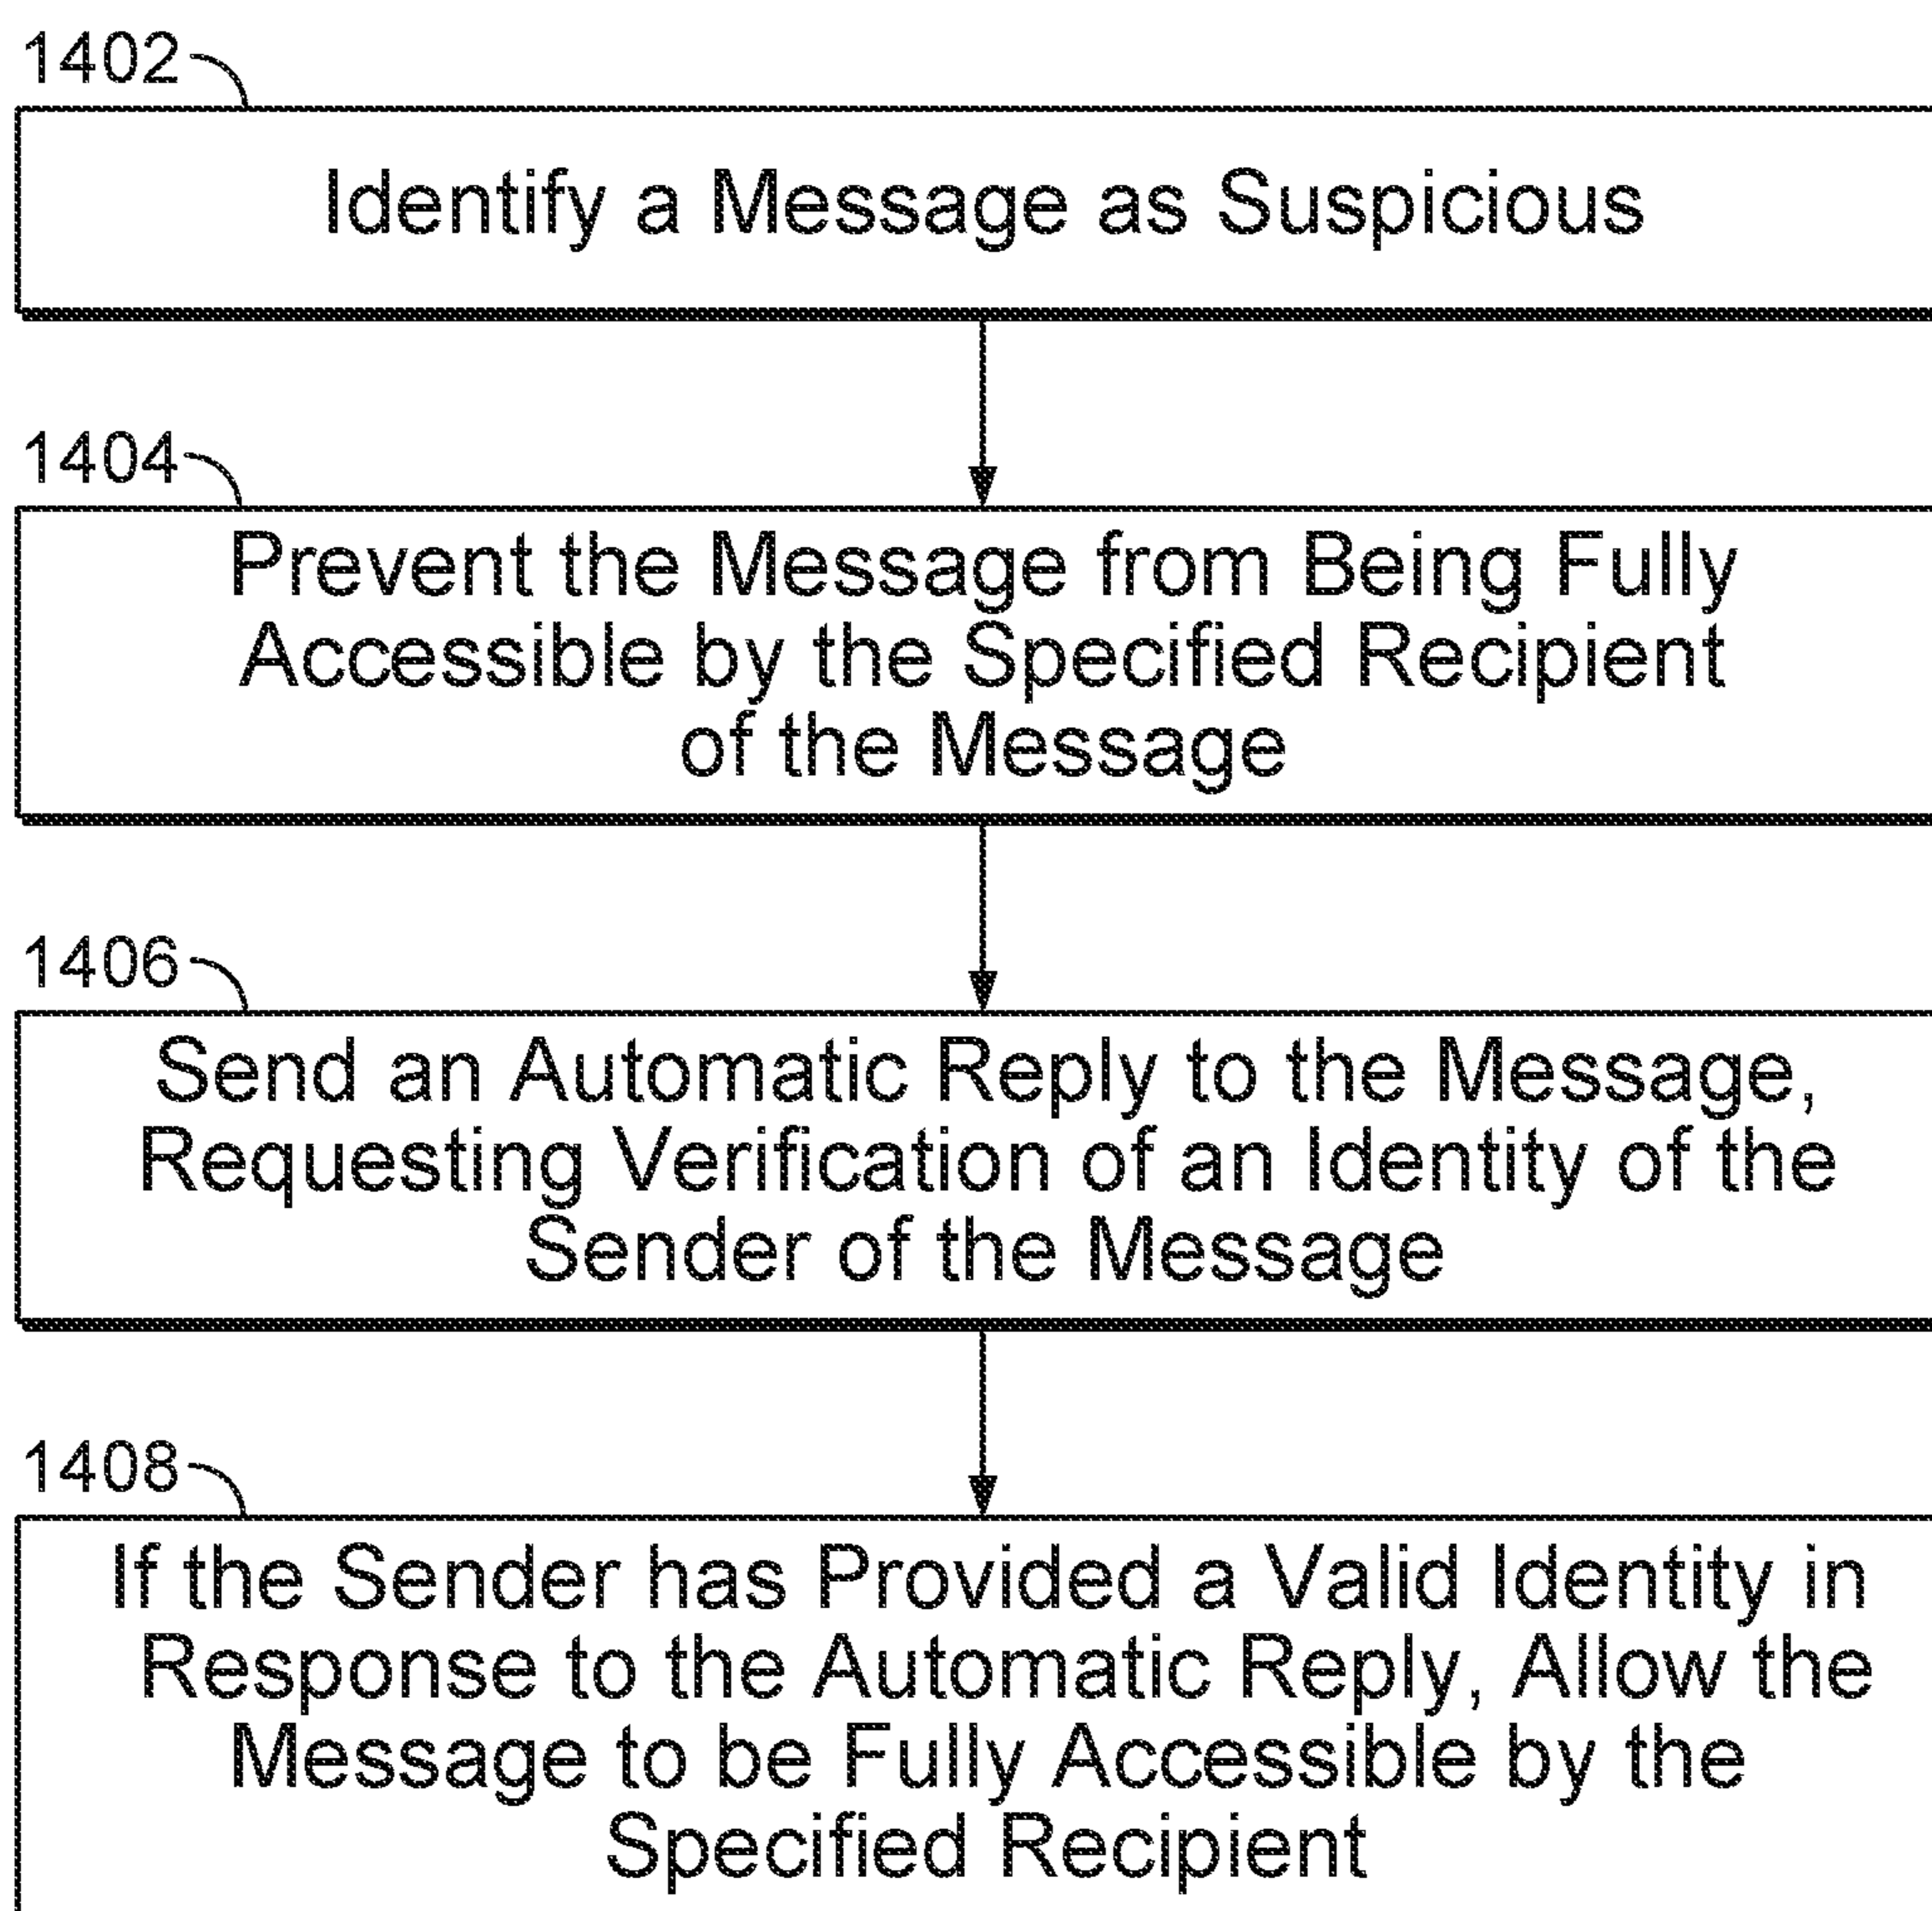 1402
Identify a Message as Suspicious
1404
Prevent the Message from Being Fully
Accessible by the Specified Recipient
of the Message
1406
Send an Automatic Reply to the Message,
Requesting Verification of an Identity of the
Sender of the Message
1408
If the Sender has Provided a Valid Identity in
Response to the Automatic Reply, Allow the
Message to be Fully Accessible by the
Specified Recipient